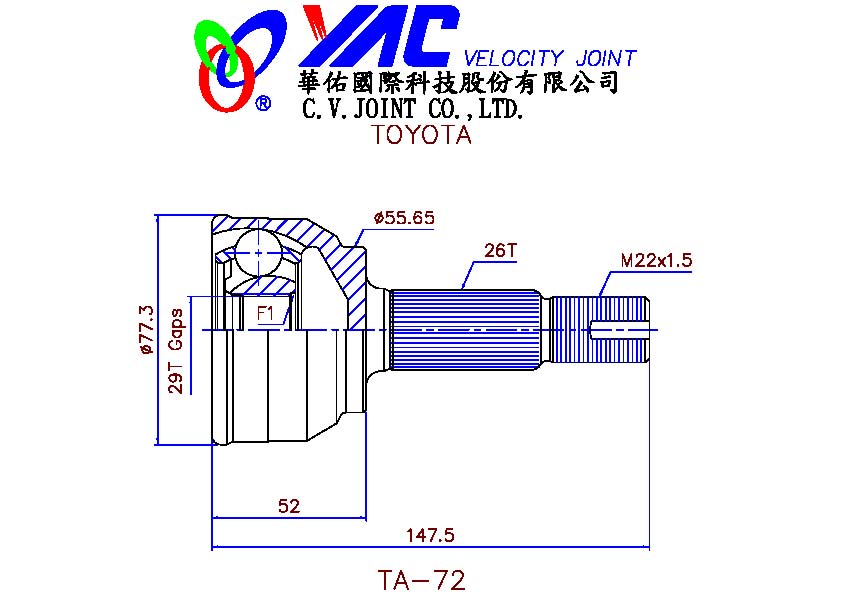 YAC VELOCITY JOINT
®
華佑國際科技股份有限公司
C.V.JOINT CO.,LTD.
TOYOTA
ø55.65
26T
M22x1.5
ø77.3
29T Gaps
F1
52
147.5
TA-72